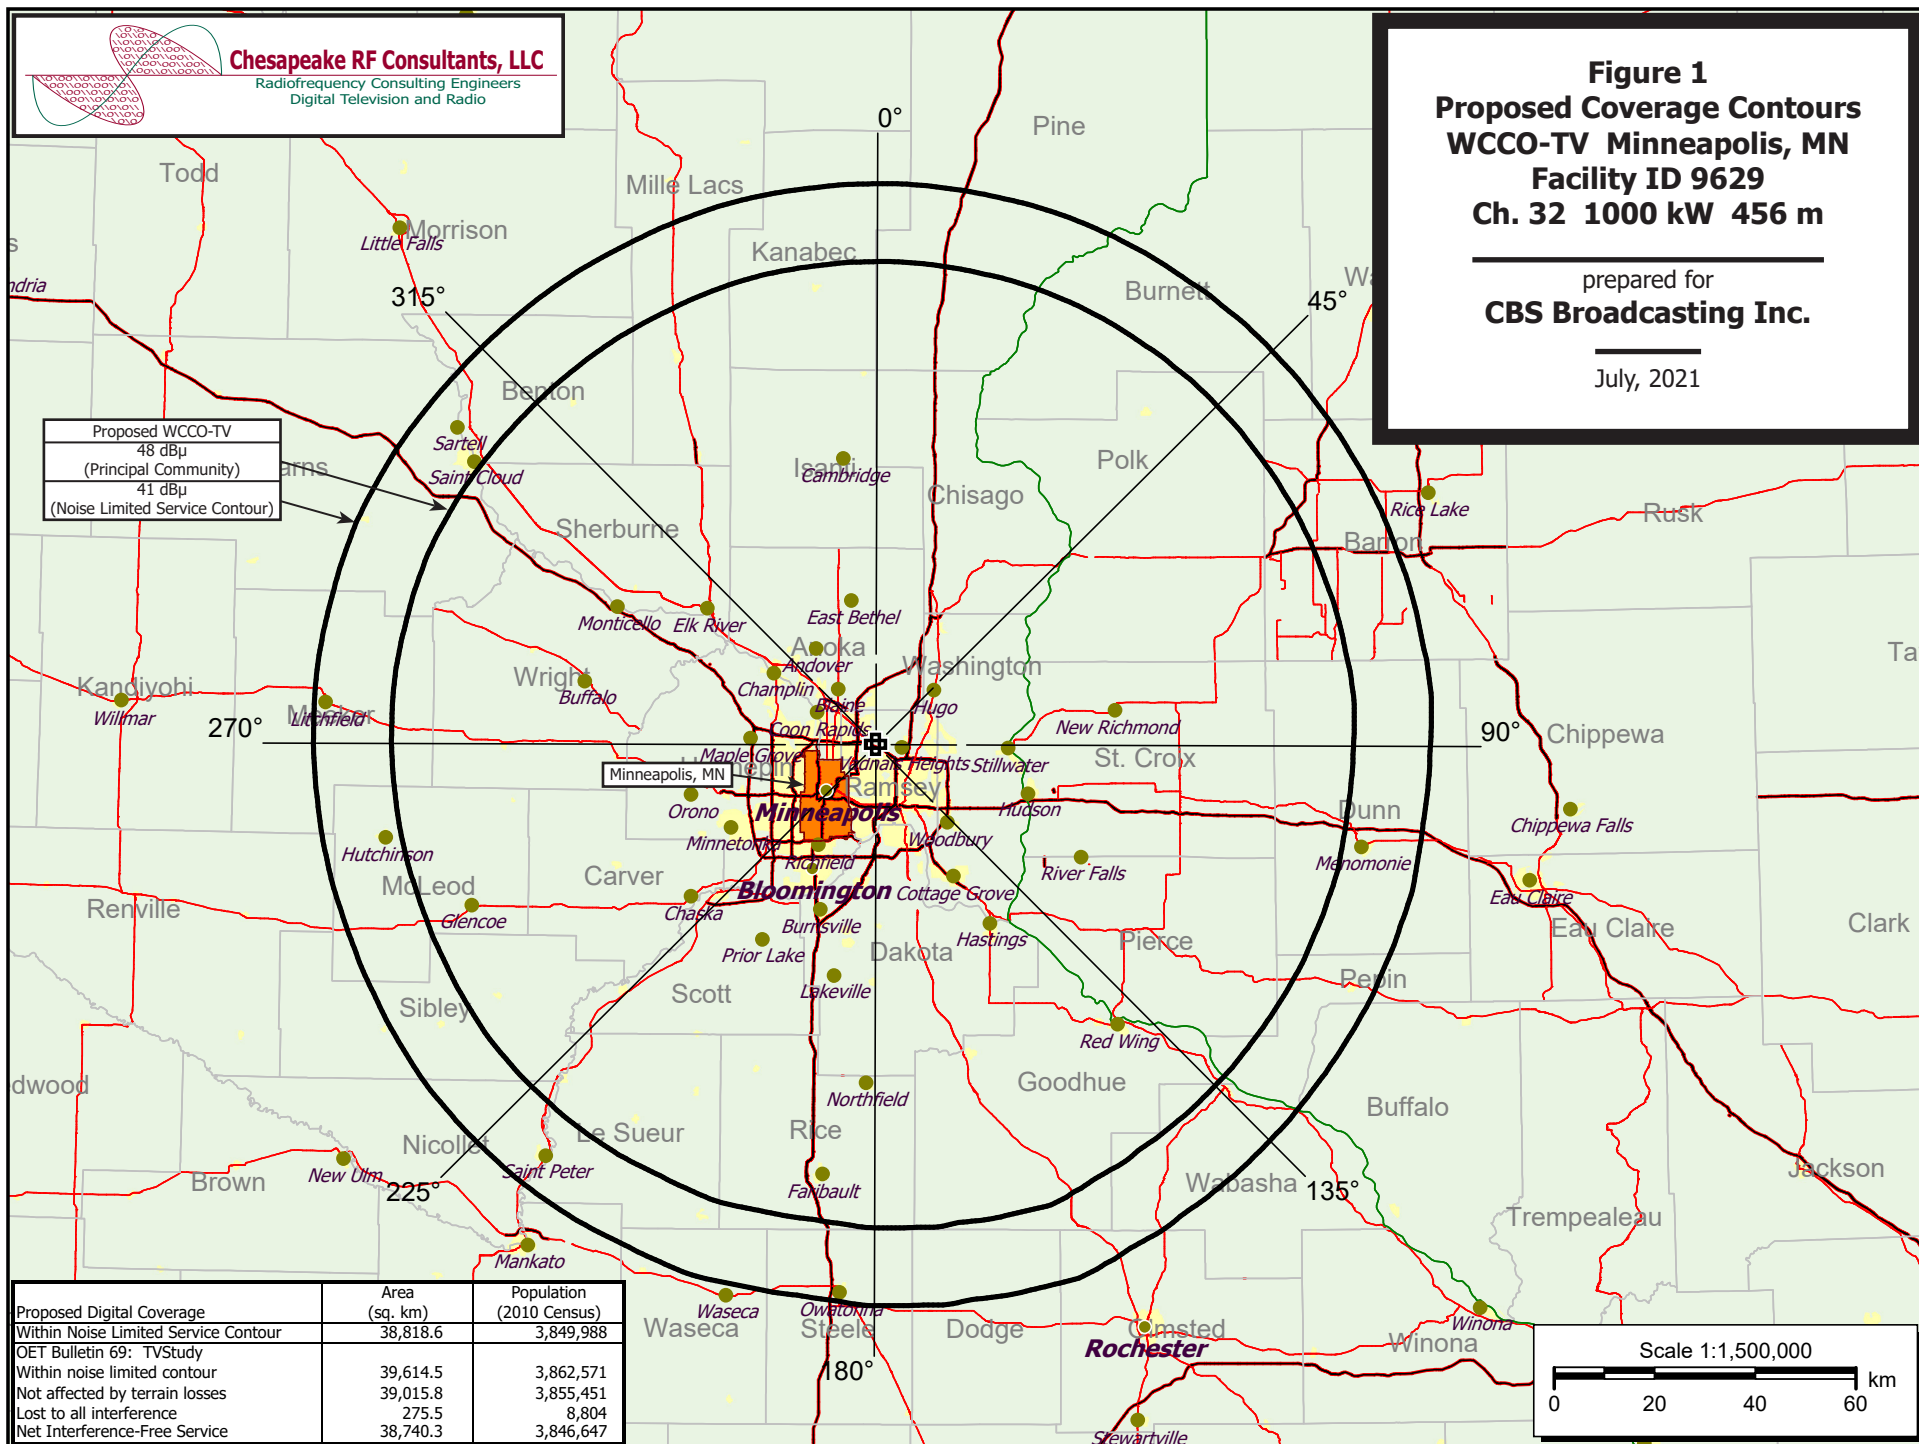 Chesapeake RF Consultants, LLC
Radiofrequency Consulting Engineers
Digital Television and Radio
Figure 1
Proposed Coverage Contours
WCCO-TV Minneapolis, MN
Facility ID 9629
Ch. 32 1000 kW 456 m
prepared for
CBS Broadcasting Inc.
July, 2021
0°
Pine
Todd
Mille Lacs
Morrison
Little Falls
Kanabec
Burnett
315°
45°
Benton
Proposed WCCO-TV
48 dBµ
(Principal Community)
41 dBµ
(Noise Limited Service Contour)
Sartell
Saint Cloud
Isanti
Cambridge
Chisago
Polk
Rice Lake
Rusk
Sherburne
Barron
Monticello
Elk River
East Bethel
Anoka
Andover
Washington
Kandiyohi
Willmar
Meeker
Litchfield
Wright
Buffalo
Champlin
Blaine
Hugo
Coon Rapids
New Richmond
270°
90°
Chippewa
Maple Grove
Hennepin
Vadnais Heights
Stillwater
St. Croix
Minneapolis, MN
Ramsey
Orono
Minneapolis
Hudson
Dunn
Chippewa Falls
Hutchinson
Minnetonka
Richfield
Woodbury
Menomonie
McLeod
Carver
River Falls
Renville
Glencoe
Chaska
Bloomington
Cottage Grove
Eau Claire
Burnsville
Hastings
Eau Claire
Clark
Prior Lake
Dakota
Pierce
Pepin
Sibley
Scott
Lakeville
Red Wing
Goodhue
Northfield
Buffalo
Nicollet
Le Sueur
Rice
New Ulm
Saint Peter
Faribault
Brown
225°
Wabasha
135°
Jackson
Trempealeau
Mankato
Waseca
Owatonna
Waseca
Steele
Dodge
Olmsted
Rochester
Winona
Winona
180°
Stewartville
Proposed Digital Coverage Area (sq. km) Population (2010 Census)
Within Noise Limited Service Contour 38,818.6 3,849,988
OET Bulletin 69: TVStudy
Within noise limited contour 39,614.5 3,862,571
Not affected by terrain losses 39,015.8 3,855,451
Lost to all interference 275.5 8,804
Net Interference-Free Service 38,740.3 3,846,647
Scale 1:1,500,000
km
0 20 40 60